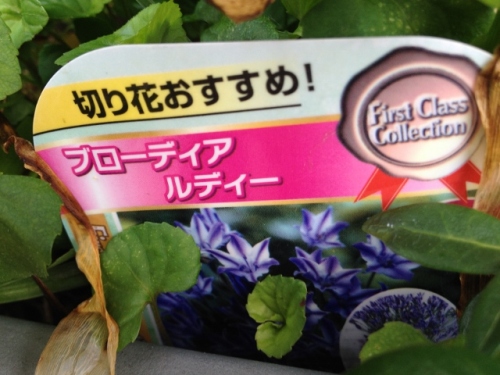 切り花おすすめ!
First Class
Collection
ブローディア
ルディー